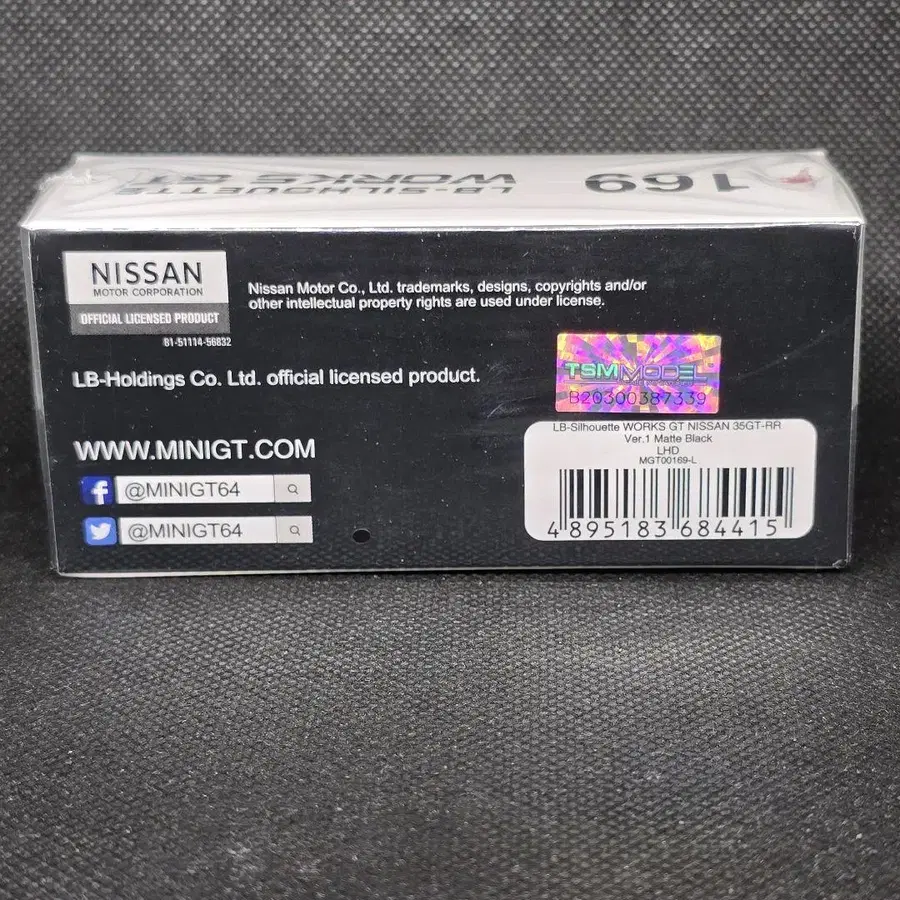 LB-SILHOUETTE
WORKS GT
169
NISSAN
MOTOR CORPORATION
OFFICIAL LICENSED PRODUCT
61-51114-56832
Nissan Motor Co., Ltd. trademarks, designs, copyrights and/or
other intellectual property rights are used under license.
LB-Holdings Co. Ltd. official licensed product.
TSM MODEL
B20300387339
WWW.MINIGT.COM
@MINIGT64
@MINIGT64
LB-Silhouette WORKS GT NISSAN 35GT-RR
Ver.1 Matte Black
LHD
MGT00169-L
4 895183 684415